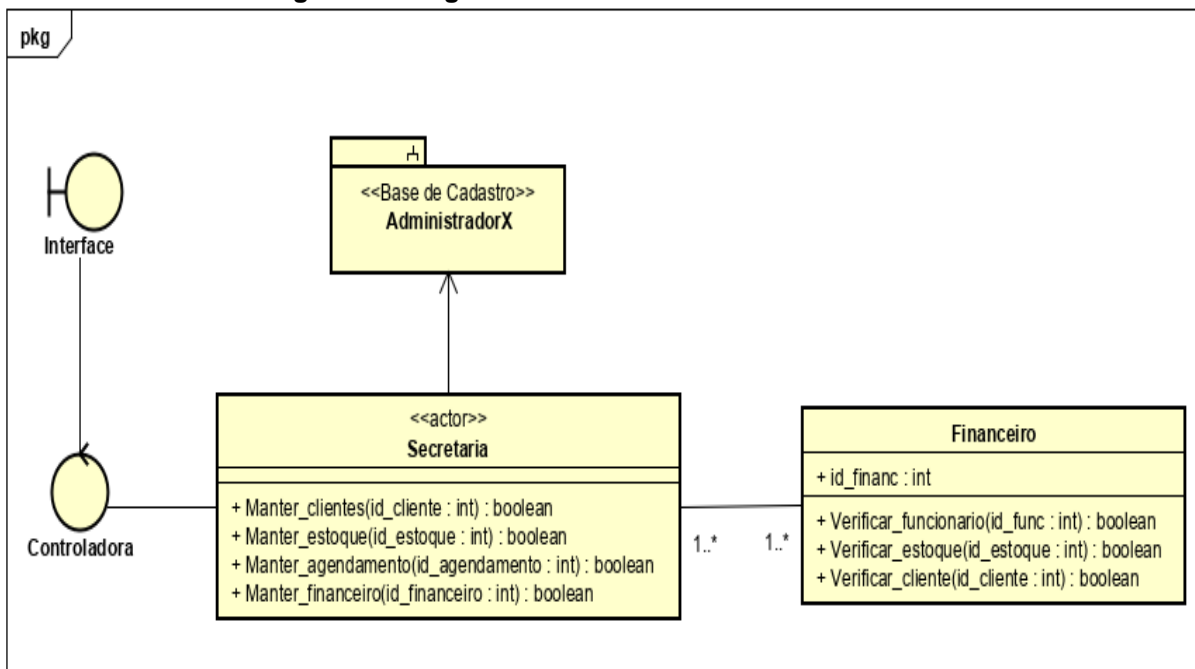 pkg
Interface
<<Base de Cadastro>>
AdministradorX
Controladora
<<actor>>
Secretaria
+ Manter_clientes(id_cliente : int) : boolean
+ Manter_estoque(id_estoque : int) : boolean
+ Manter_agendamento(id_agendamento : int) : boolean
+ Manter_financeiro(id_financeiro : int) : boolean
1..*
1..*
Financeiro
+ id_financ : int
+ Verificar_funcionario(id_func : int) : boolean
+ Verificar_estoque(id_estoque : int) : boolean
+ Verificar_cliente(id_cliente : int) : boolean